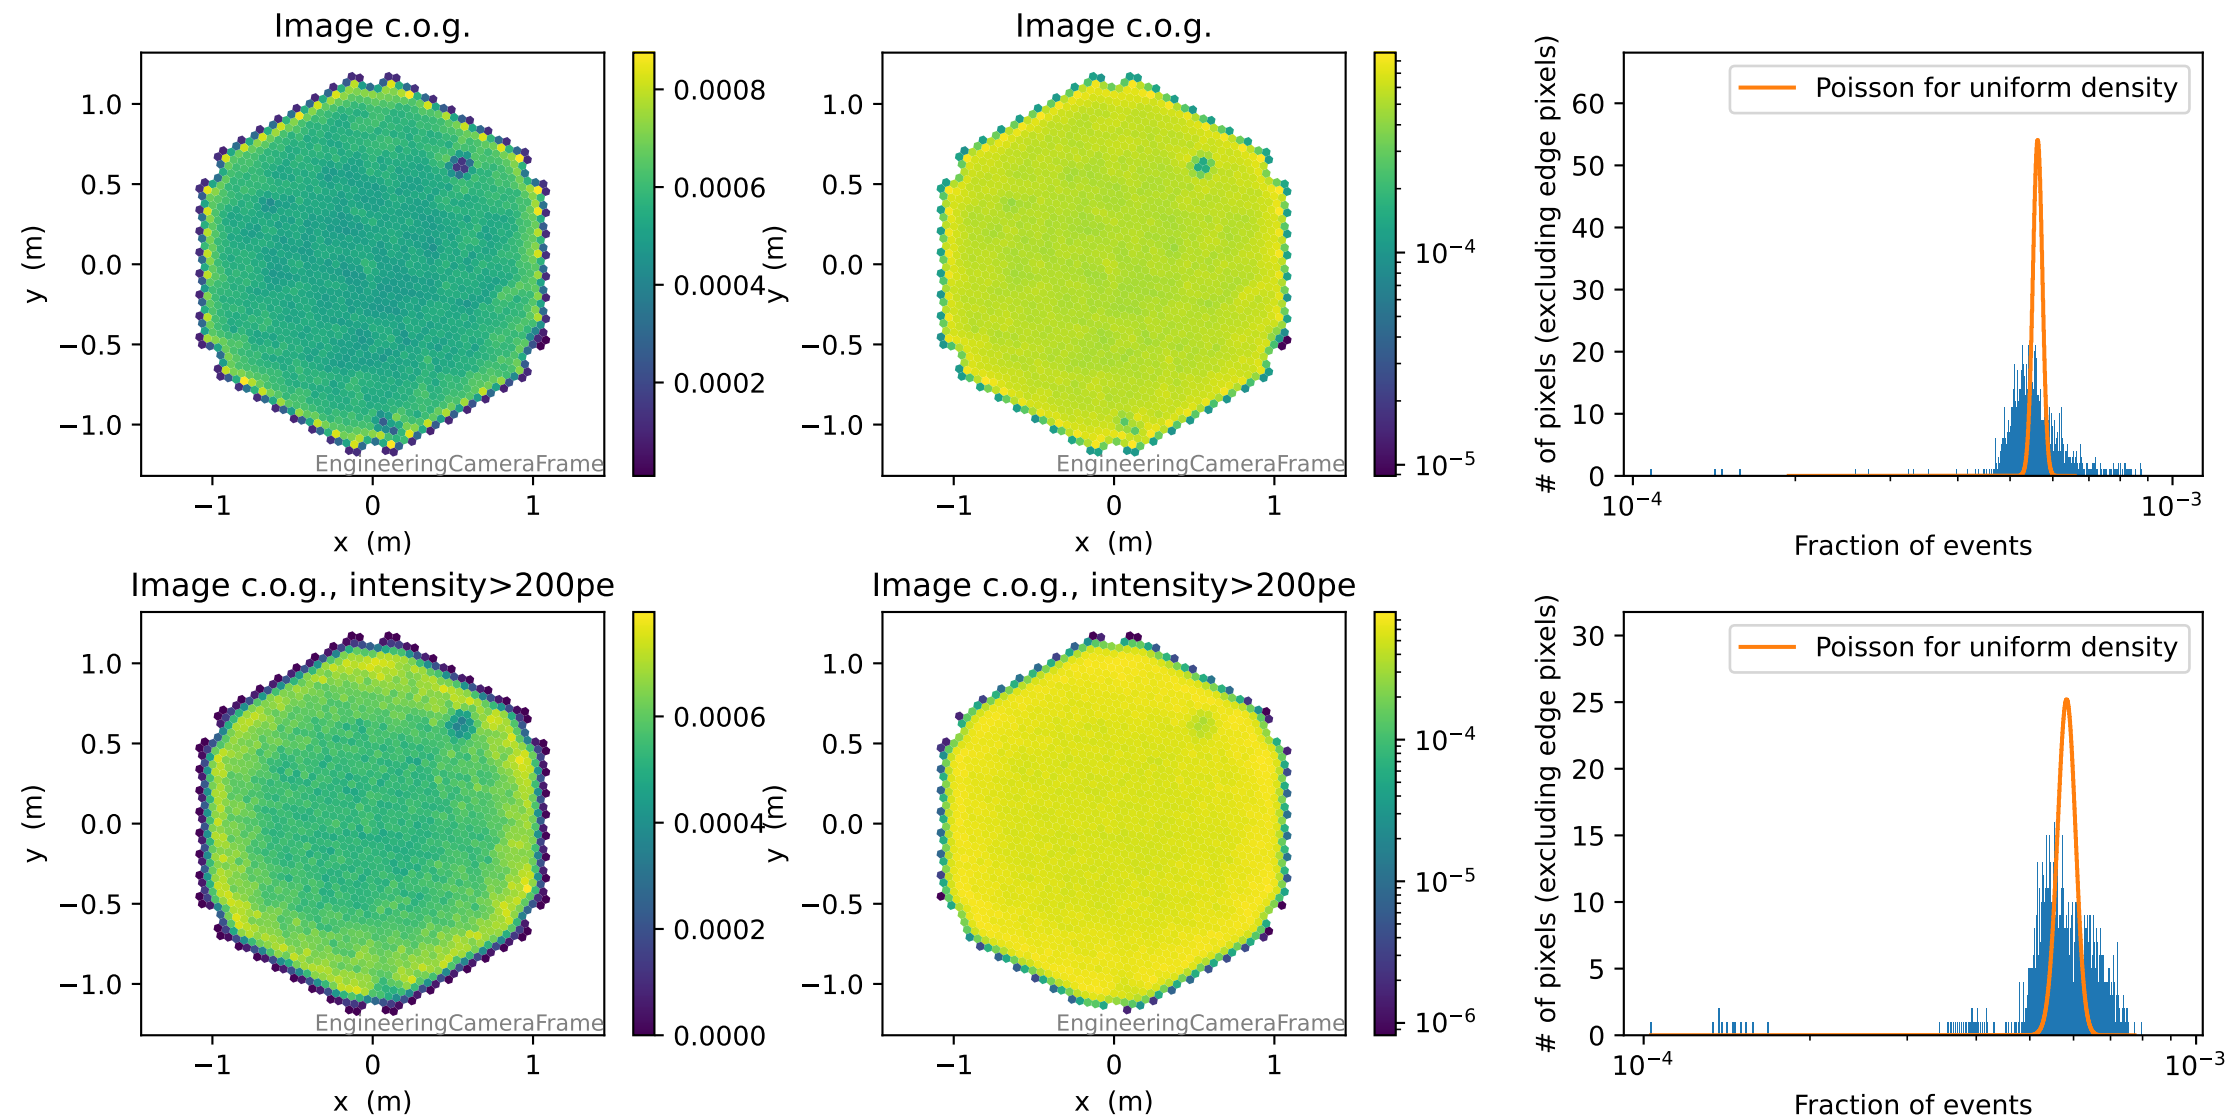 Image c.o.g.
1.0
0.5
0.0
−0.5
−1.0
y (m)
−1
0
1
x (m)
EngineeringCameraFrame
0.0008
0.0006
0.0004
0.0002
Image c.o.g.
1.0
0.5
0.0
−0.5
−1.0
y (m)
−1
0
1
x (m)
EngineeringCameraFrame
10⁻⁴
10⁻⁵
Poisson for uniform density
# of pixels (excluding edge pixels)
60
50
40
30
20
10
0
10⁻⁴
10⁻³
Fraction of events
Image c.o.g., intensity>200pe
1.0
0.5
0.0
−0.5
−1.0
y (m)
−1
0
1
x (m)
EngineeringCameraFrame
0.0006
0.0004
0.0002
0.0000
Image c.o.g., intensity>200pe
1.0
0.5
0.0
−0.5
−1.0
y (m)
−1
0
1
x (m)
EngineeringCameraFrame
10⁻⁴
10⁻⁵
10⁻⁶
Poisson for uniform density
# of pixels (excluding edge pixels)
30
25
20
15
10
5
0
10⁻⁴
10⁻³
Fraction of events